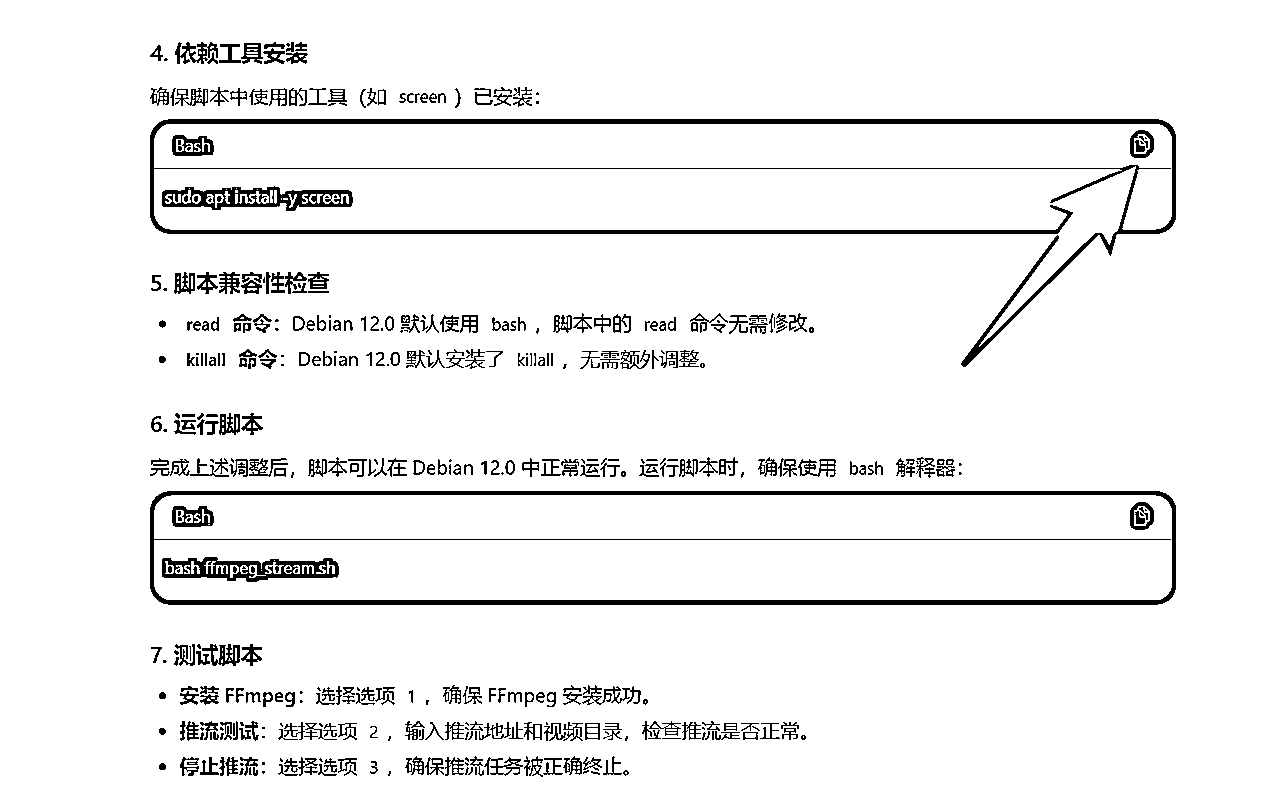 4. 依赖工具安装
确保脚本中使用的工具（如 screen ）已安装：
Bash
sudo apt install -y screen
5. 脚本兼容性检查
• read 命令：Debian 12.0 默认使用 bash ，脚本中的 read 命令无需修改。
• killall 命令：Debian 12.0 默认安装了 killall ，无需额外调整。
6. 运行脚本
完成上述调整后，脚本可以在 Debian 12.0 中正常运行。运行脚本时，确保使用 bash 解释器：
Bash
bash ffmpeg_stream.sh
7. 测试脚本
• 安装 FFmpeg：选择选项 1 ，确保 FFmpeg 安装成功。
• 推流测试：选择选项 2 ，输入推流地址和视频目录，检查推流是否正常。
• 停止推流：选择选项 3 ，确保推流任务被正确终止。